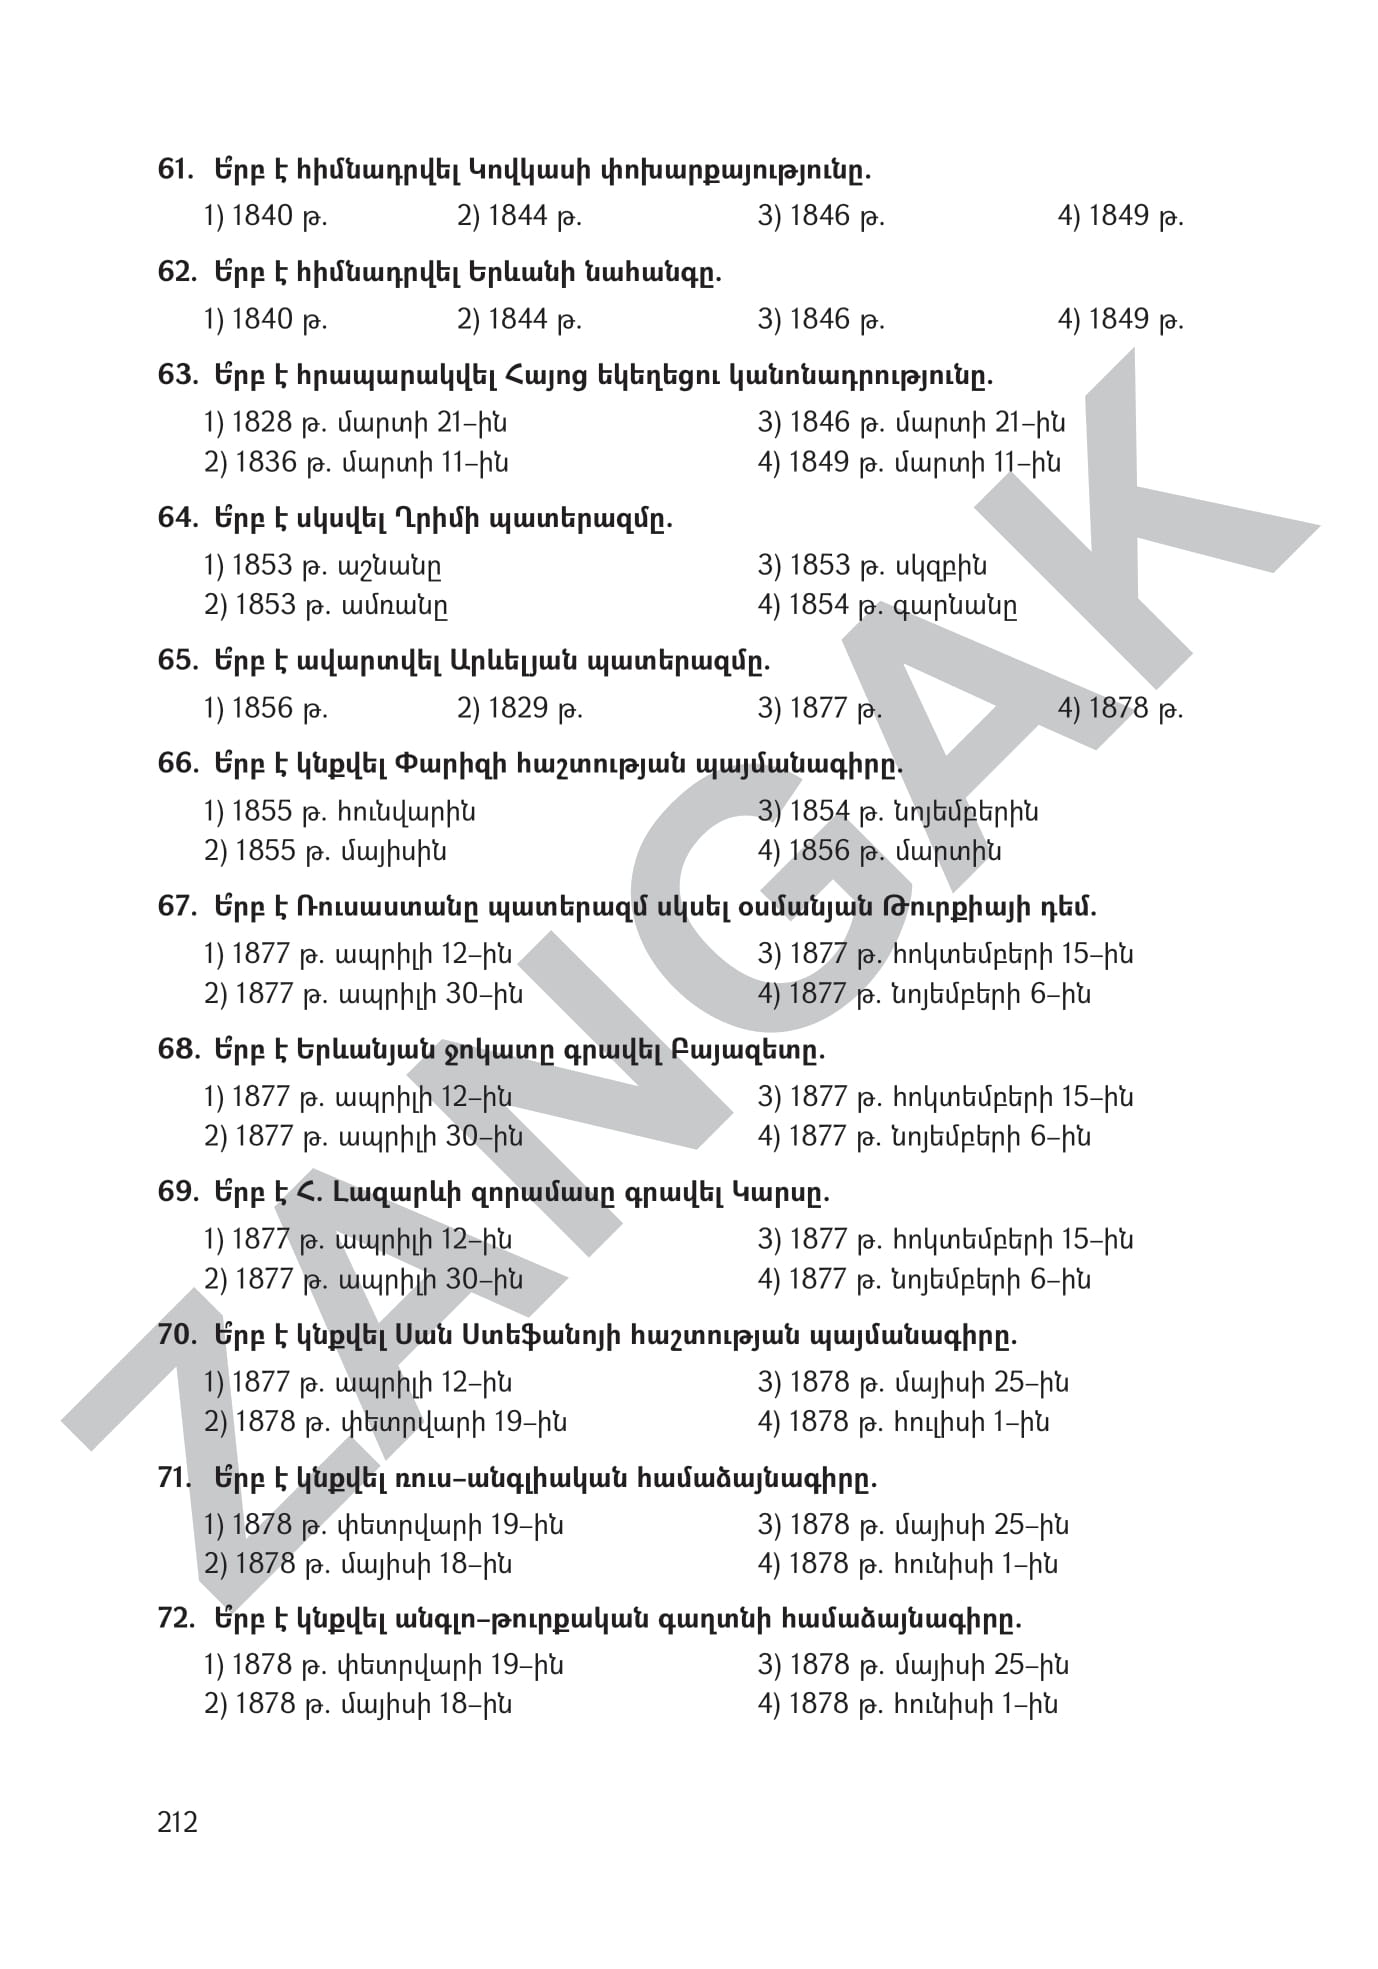 61. Ե՞րբ է հիմնադրվել Կովկասի փոխարքայությունը.
1) 1840 թ. 2) 1844 թ. 3) 1846 թ. 4) 1849 թ.
62. Ե՞րբ է հիմնադրվել Երևանի նահանգը.
1) 1840 թ. 2) 1844 թ. 3) 1846 թ. 4) 1849 թ.
63. Ե՞րբ է հրապարակվել Հայոց եկեղեցու կանոնադրությունը.
1) 1828 թ. մարտի 21–ին 3) 1846 թ. մարտի 21–ին
2) 1836 թ. մարտի 11–ին 4) 1849 թ. մարտի 11–ին
64. Ե՞րբ է սկսվել Ղրիմի պատերազմը.
1) 1853 թ. աշնանը 3) 1853 թ. սկզբին
2) 1853 թ. ամռանը 4) 1854 թ. գարնանը
65. Ե՞րբ է ավարտվել Արևելյան պատերազմը.
1) 1856 թ. 2) 1829 թ. 3) 1877 թ. 4) 1878 թ.
66. Ե՞րբ է կնքվել Փարիզի հաշտության պայմանագիրը.
1) 1855 թ. հունվարին 3) 1854 թ. նոյեմբերին
2) 1855 թ. մայիսին 4) 1856 թ. մարտին
67. Ե՞րբ է Ռուսաստանը պատերազմ սկսել օսմանյան Թուրքիայի դեմ.
1) 1877 թ. ապրիլի 12–ին 3) 1877 թ. հոկտեմբերի 15–ին
2) 1877 թ. ապրիլի 30–ին 4) 1877 թ. նոյեմբերի 6–ին
68. Ե՞րբ է Երևանյան ջոկատը գրավել Բայազետը.
1) 1877 թ. ապրիլի 12–ին 3) 1877 թ. հոկտեմբերի 15–ին
2) 1877 թ. ապրիլի 30–ին 4) 1877 թ. նոյեմբերի 6–ին
69. Ե՞րբ է Հ. Լազարևի զորամասը գրավել Կարսը.
1) 1877 թ. ապրիլի 12–ին 3) 1877 թ. հոկտեմբերի 15–ին
2) 1877 թ. ապրիլի 30–ին 4) 1877 թ. նոյեմբերի 6–ին
70. Ե՞րբ է կնքվել Սան Ստեֆանոյի հաշտության պայմանագիրը.
1) 1877 թ. ապրիլի 12–ին 3) 1878 թ. մայիսի 25–ին
2) 1878 թ. փետրվարի 19–ին 4) 1878 թ. հուլիսի 1–ին
71. Ե՞րբ է կնքվել ռուս–անգլիական համաձայնագիրը.
1) 1878 թ. փետրվարի 19–ին 3) 1878 թ. մայիսի 25–ին
2) 1878 թ. մայիսի 18–ին 4) 1878 թ. հունիսի 1–ին
72. Ե՞րբ է կնքվել անգլո–թուրքական գաղտնի համաձայնագիրը.
1) 1878 թ. փետրվարի 19–ին 3) 1878 թ. մայիսի 25–ին
2) 1878 թ. մայիսի 18–ին 4) 1878 թ. հունիսի 1–ին
212
ZANGAK